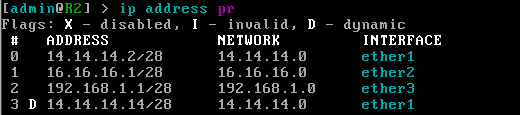 [admin@R2] > ip address pr
Flags: X - disabled, I - invalid, D - dynamic
# ADDRESS NETWORK INTERFACE
0 14.14.14.2/28 14.14.14.0 ether1
1 16.16.16.1/28 16.16.16.0 ether2
2 192.168.1.1/28 192.168.1.0 ether3
3 D 14.14.14.14/28 14.14.14.0 ether1